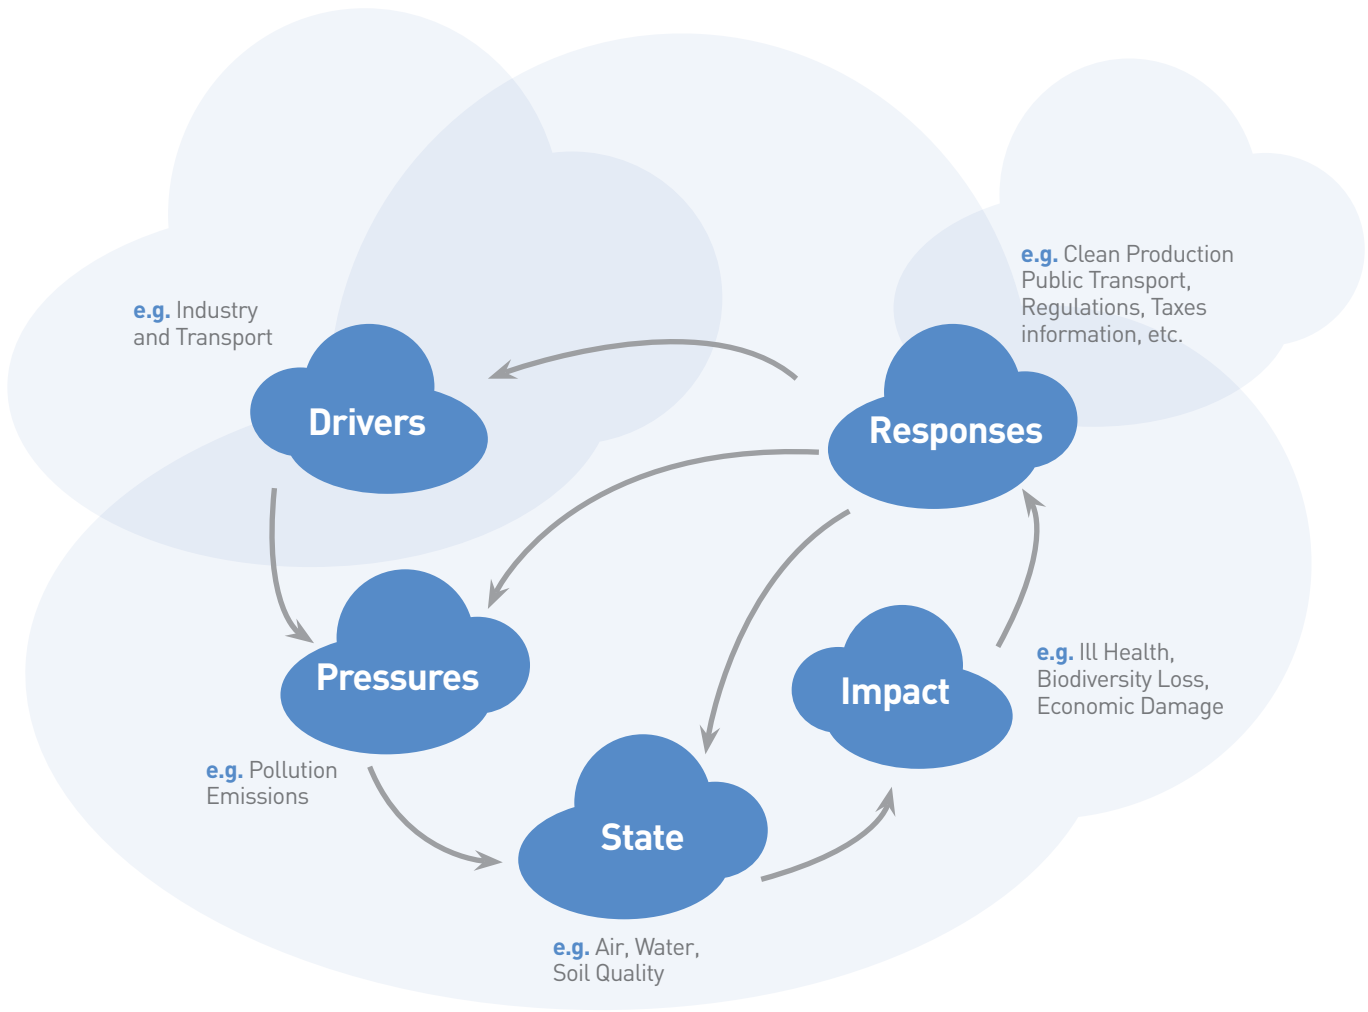 e.g. Clean Production
Public Transport,
Regulations, Taxes
information, etc.
e.g. Industry
and Transport
Drivers
Responses
Pressures
Impact
e.g. Ill Health,
Biodiversity Loss,
Economic Damage
e.g. Pollution
Emissions
State
e.g. Air, Water,
Soil Quality